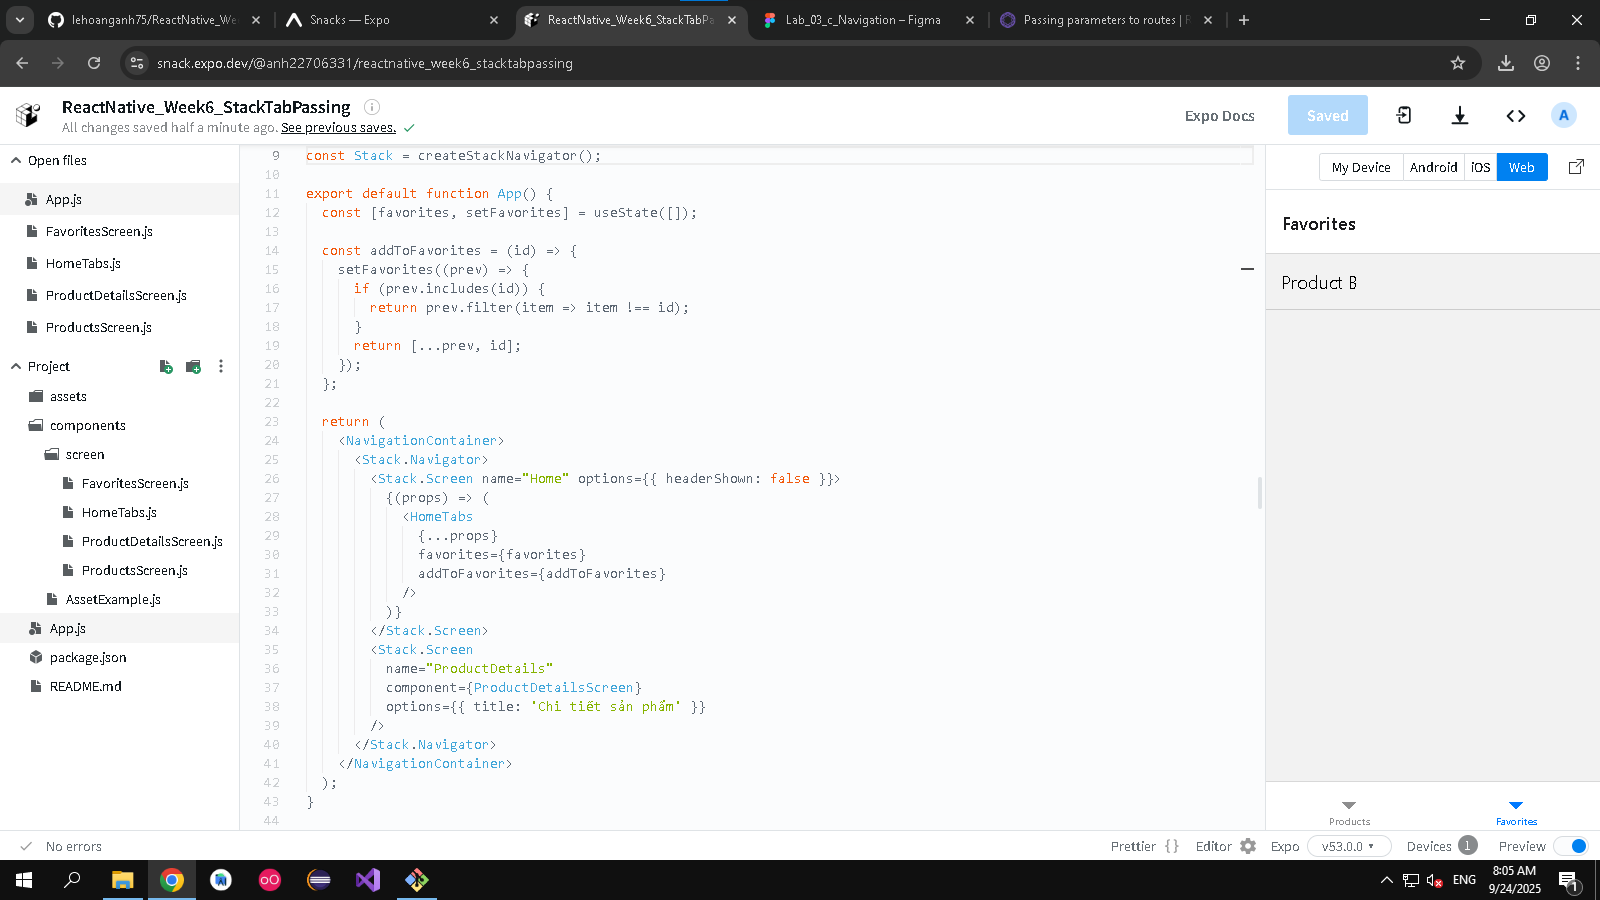 lehoanganh75/ReactNative_We
Snacks — Expo
ReactNative_Week6_StackTabPa
Lab_03_c_Navigation – Figma
Passing parameters to routes | R
snack.expo.dev/@anh22706331/reactnative_week6_stacktabpassing
ReactNative_Week6_StackTabPassing
All changes saved half a minute ago. See previous saves.
Expo Docs
Saved
A
Open files
App.js
FavoritesScreen.js
HomeTabs.js
ProductDetailsScreen.js
ProductsScreen.js
Project
assets
components
screen
FavoritesScreen.js
HomeTabs.js
ProductDetailsScreen.js
ProductsScreen.js
AssetExample.js
App.js
package.json
README.md
9 const Stack = createStackNavigator();
10
11 export default function App() {
12 const [favorites, setFavorites] = useState([]);
13
14 const addToFavorites = (id) => {
15 setFavorites((prev) => {
16 if (prev.includes(id)) {
17 return prev.filter(item => item !== id);
18 }
19 return [...prev, id];
20 });
21 };
22
23 return (
24 <NavigationContainer>
25 <Stack.Navigator>
26 <Stack.Screen name="Home" options={{ headerShown: false }}>
27 {(props) => (
28 <HomeTabs
29 {...props}
30 favorites={favorites}
31 addToFavorites={addToFavorites}
32 />
33 )}
34 </Stack.Screen>
35 <Stack.Screen
36 name="ProductDetails"
37 component={ProductDetailsScreen}
38 options={{ title: 'Chi tiết sản phẩm' }}
39 />
40 </Stack.Navigator>
41 </NavigationContainer>
42 );
43 }
44
My Device
Android
iOS
Web
Favorites
Product B
Products
Favorites
No errors
Prettier { }
Editor
Expo
v53.0.0
Devices 1
Preview
ENG
8:05 AM
9/24/2025
1